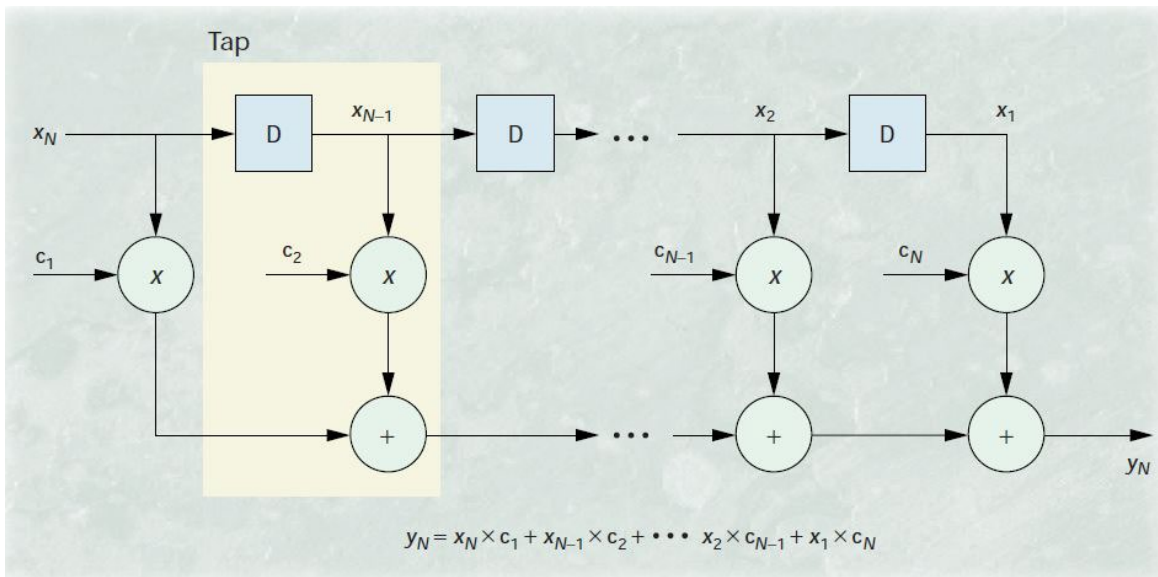 Tap
x_N D x_{N–1} D • • • x_2 D x_1
c_1 x c_2 x c_{N–1} x c_N x
+ • • • + +
y_N
y_N = x_N × c_1 + x_{N–1} × c_2 + • • • x_2 × c_{N–1} + x_1 × c_N